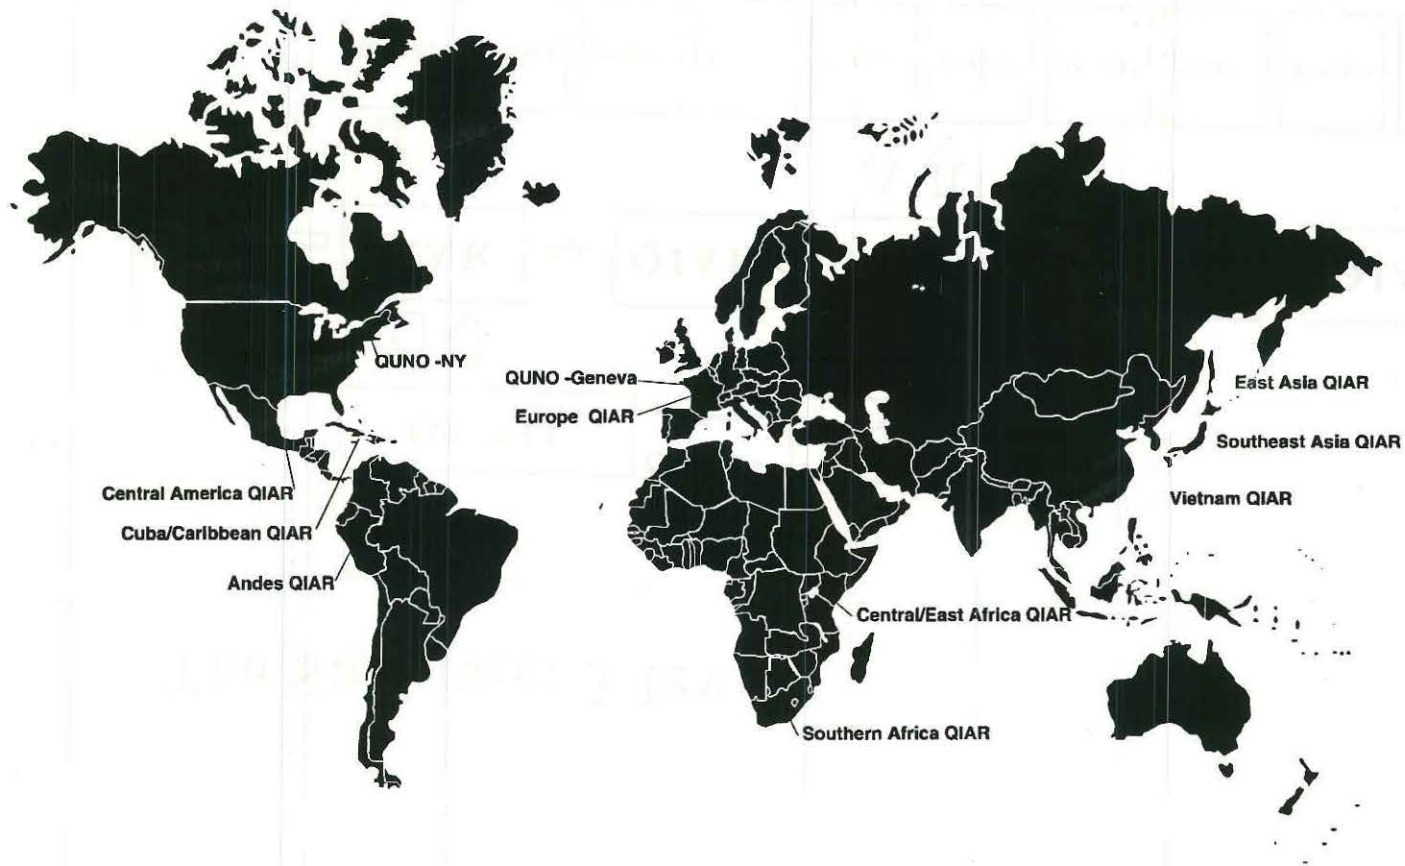 QUNO -NY
QUNO -Geneva
Europe QIAR
East Asia QIAR
Southeast Asia QIAR
Vietnam QIAR
Central America QIAR
Cuba/Caribbean QIAR
Andes QIAR
Central/East Africa QIAR
Southern Africa QIAR